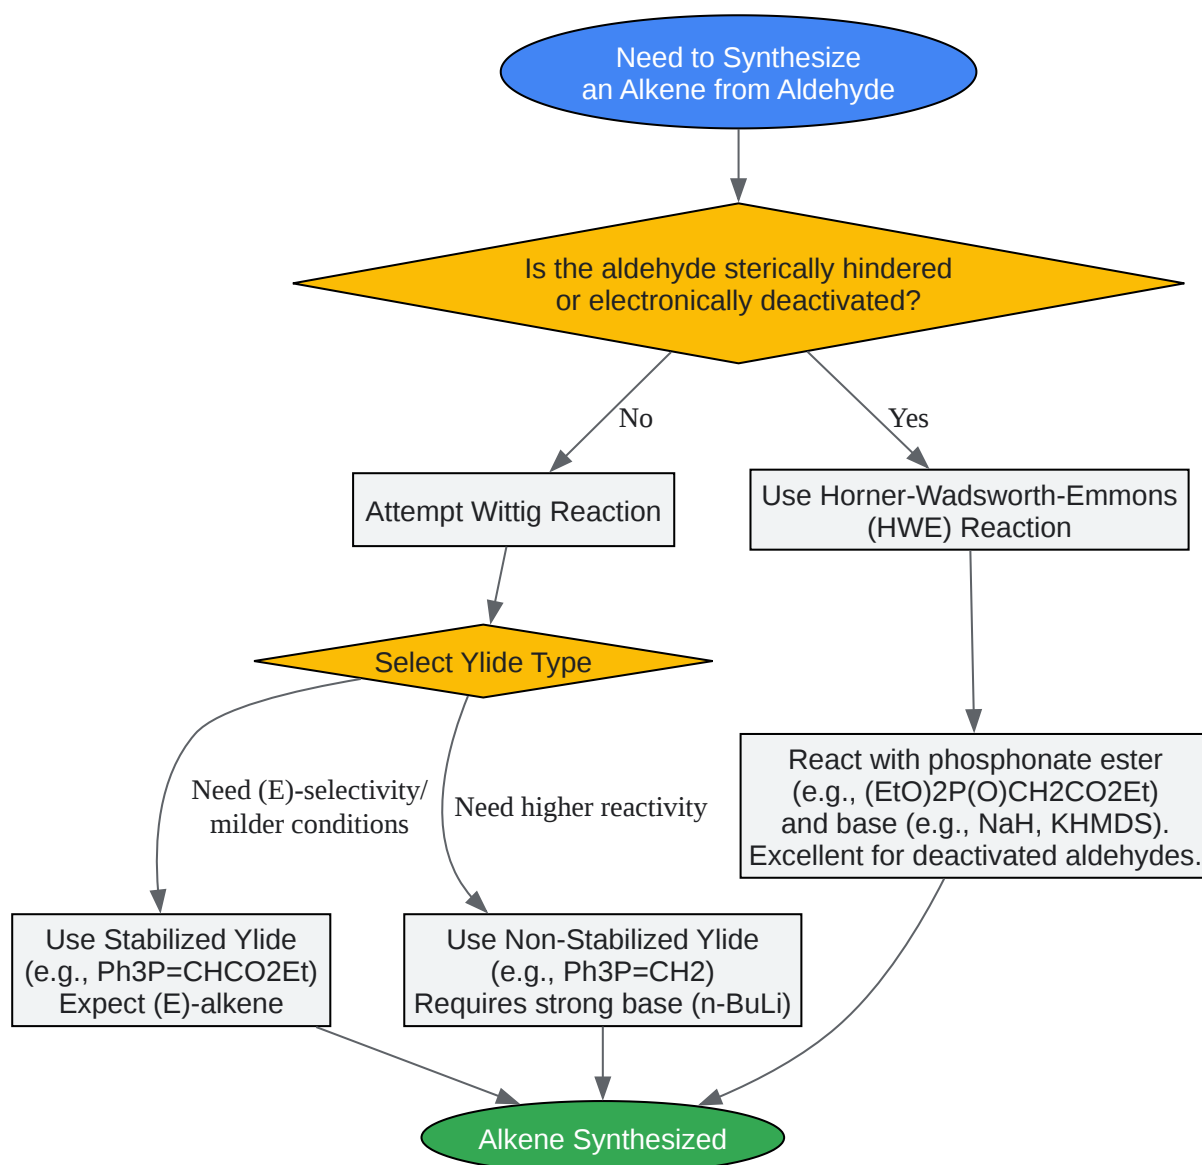 Need to Synthesize
an Alkene from Aldehyde
Is the aldehyde sterically hindered
or electronically deactivated?
No
Yes
Attempt Wittig Reaction
Use Horner-Wadsworth-Emmons
(HWE) Reaction
Select Ylide Type
Need (E)-selectivity/
milder conditions
Need higher reactivity
React with phosphonate ester
(e.g., (EtO)2P(O)CH2CO2Et)
and base (e.g., NaH, KHMDS).
Excellent for deactivated aldehydes.
Use Stabilized Ylide
(e.g., Ph3P=CHCO2Et)
Expect (E)-alkene
Use Non-Stabilized Ylide
(e.g., Ph3P=CH2)
Requires strong base (n-BuLi)
Alkene Synthesized